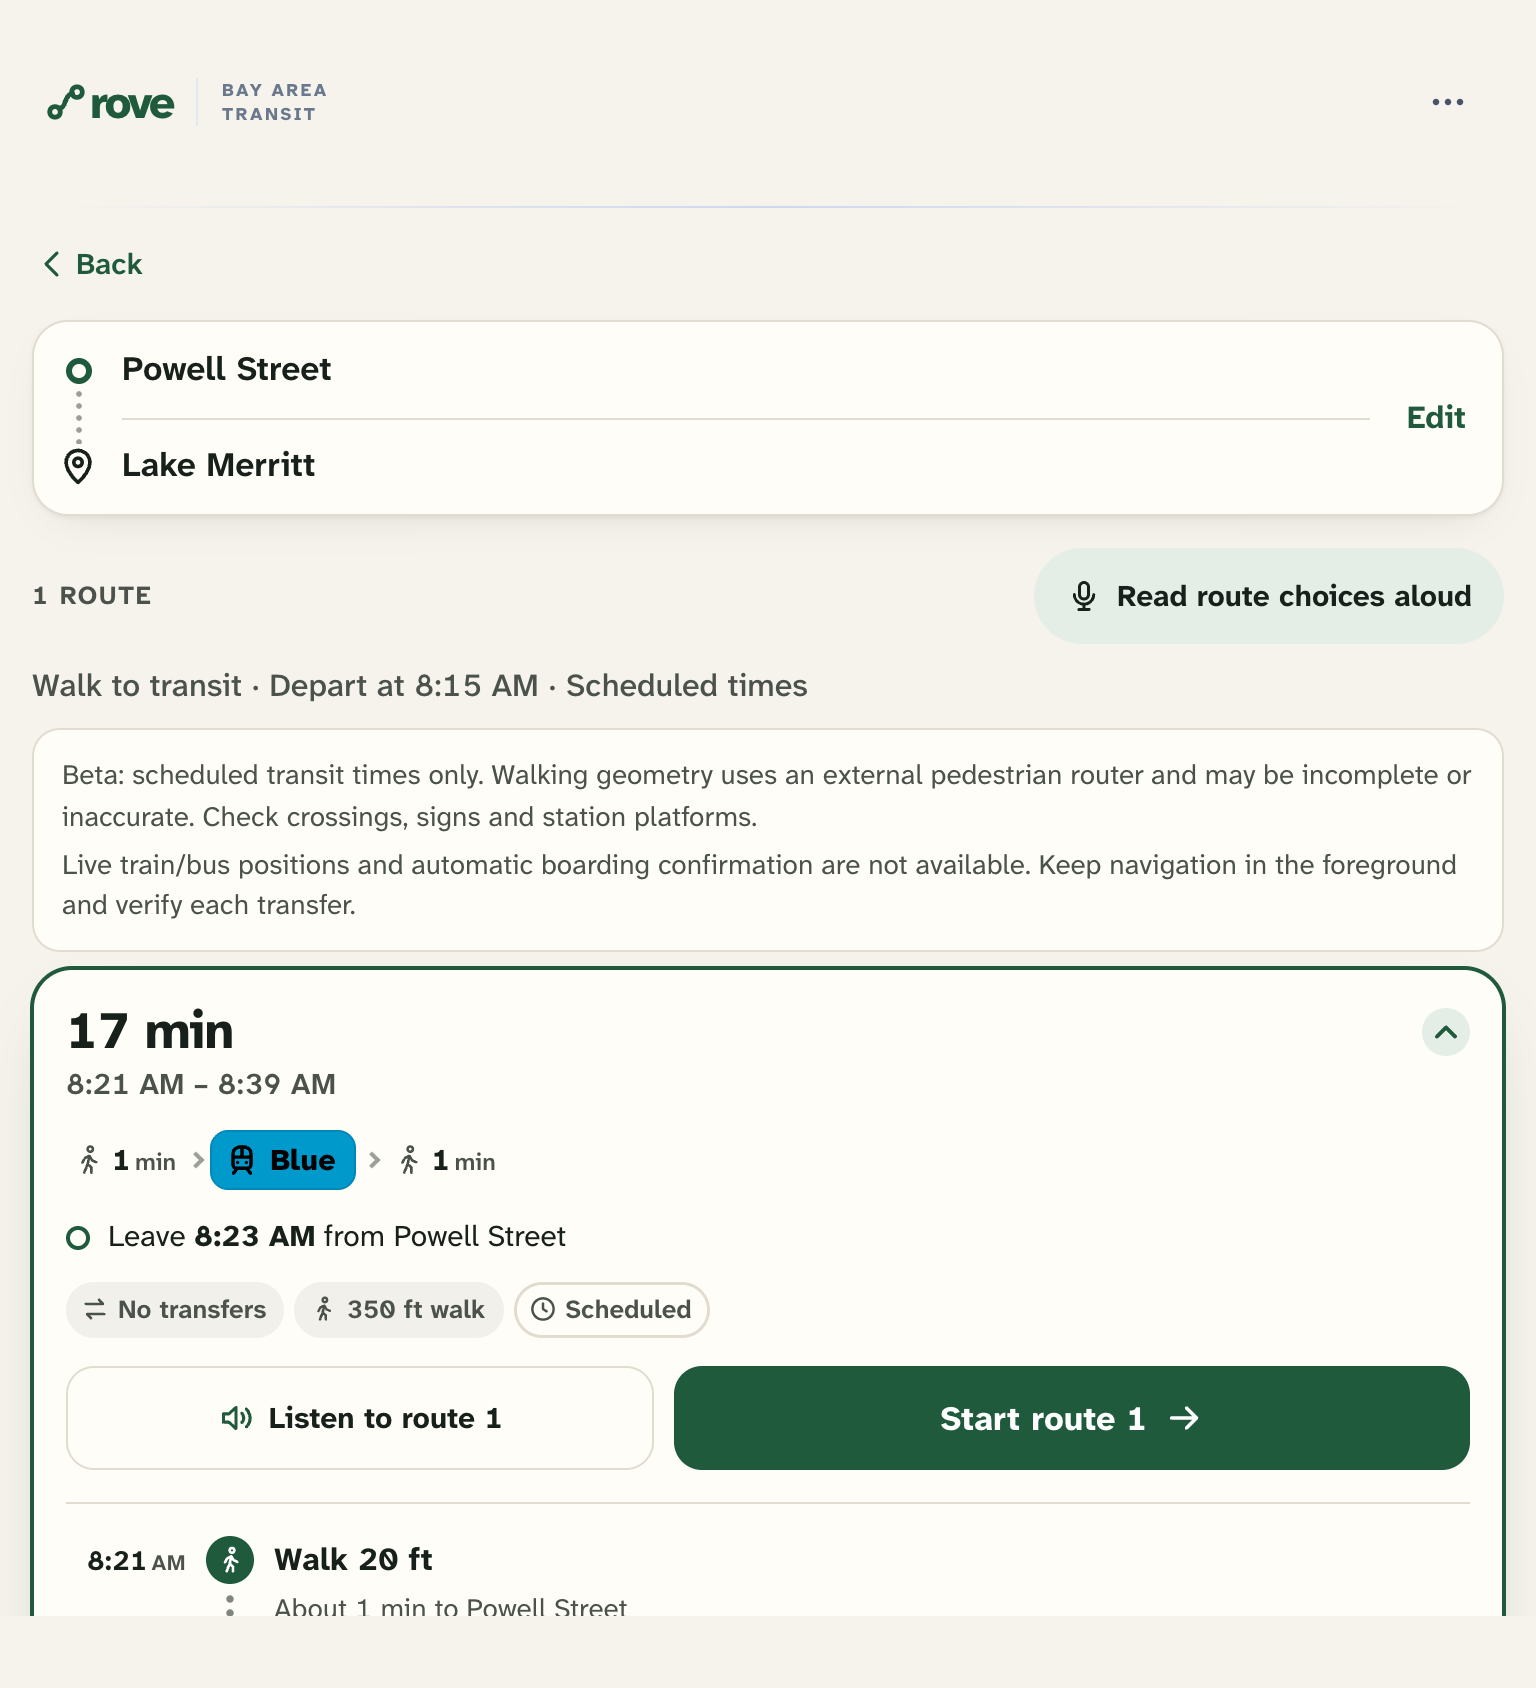 rove
BAY AREA
TRANSIT
Back
Powell Street
Edit
Lake Merritt
1 ROUTE
Read route choices aloud
Walk to transit · Depart at 8:15 AM · Scheduled times
Beta: scheduled transit times only. Walking geometry uses an external pedestrian router and may be incomplete or
inaccurate. Check crossings, signs and station platforms.
Live train/bus positions and automatic boarding confirmation are not available. Keep navigation in the foreground
and verify each transfer.
17 min
8:21 AM – 8:39 AM
1 min Blue 1 min
Leave 8:23 AM from Powell Street
No transfers 350 ft walk Scheduled
Listen to route 1 Start route 1
8:21 AM Walk 20 ft
About 1 min to Powell Street